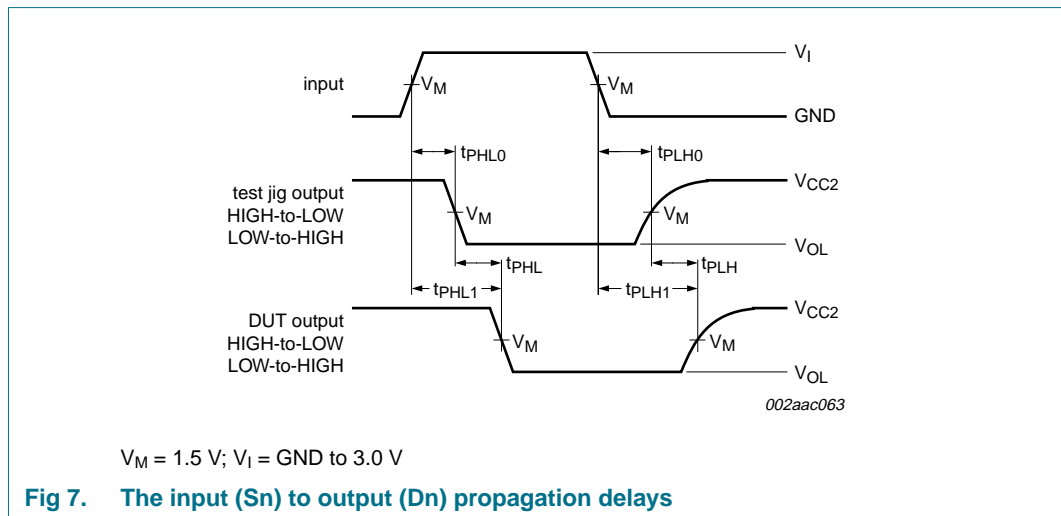 V_I
input
V_M
V_M
GND
t_PHL0
t_PLH0
V_CC2
test jig output
HIGH-to-LOW
LOW-to-HIGH
V_M
V_M
V_OL
t_PHL
t_PLH
t_PHL1
t_PLH1
V_CC2
DUT output
HIGH-to-LOW
LOW-to-HIGH
V_M
V_M
V_OL
002aac063
V_M = 1.5 V; V_I = GND to 3.0 V
Fig 7. The input (Sn) to output (Dn) propagation delays